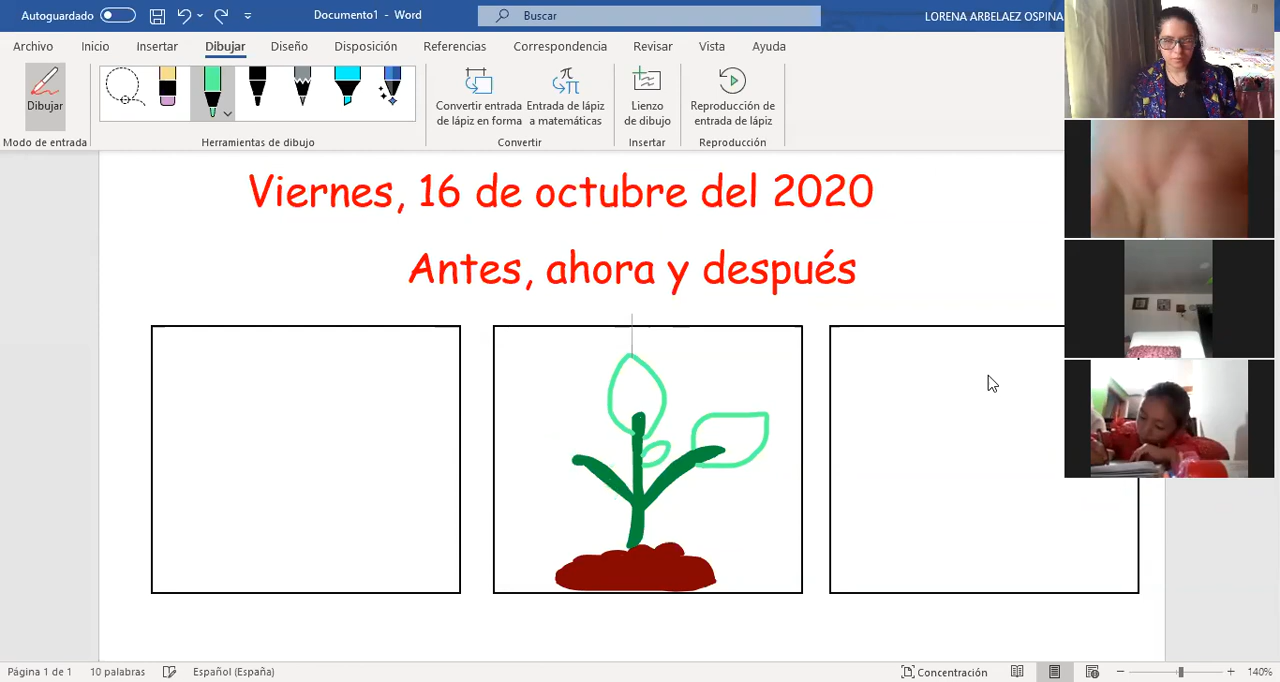 Autoguardado
Documento1 - Word
Buscar
LORENA ARBELAEZ OSPINA
Archivo Inicio Insertar Dibujar Diseño Disposición Referencias Correspondencia Revisar Vista Ayuda
Dibujar
Convertir entrada de lápiz en forma
Entrada de lápiz a matemáticas
Lienzo de dibujo
Reproducción de entrada de lápiz
Modo de entrada
Herramientas de dibujo
Convertir
Insertar
Reproducción
Viernes, 16 de octubre del 2020
Antes, ahora y después
Página 1 de 1 10 palabras Español (España) Concentración 140%